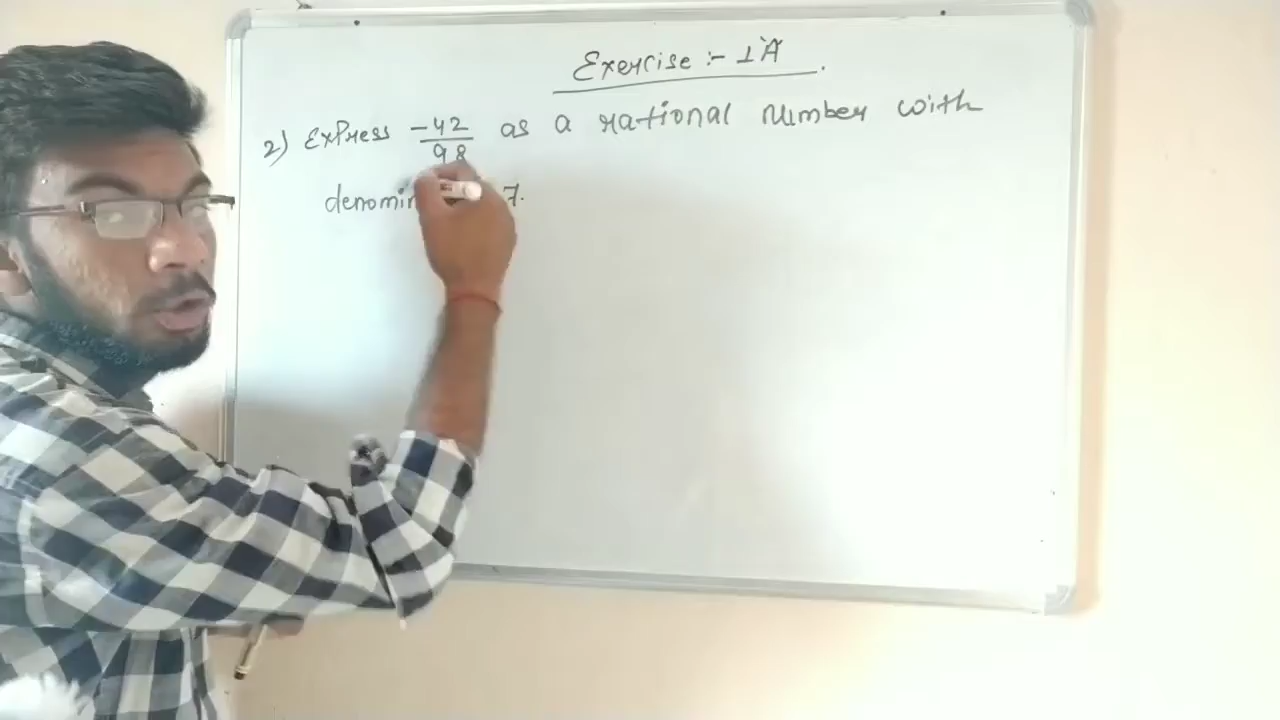 Exercise :- 1A.
2) Express -42/98 as a rational number with
7.